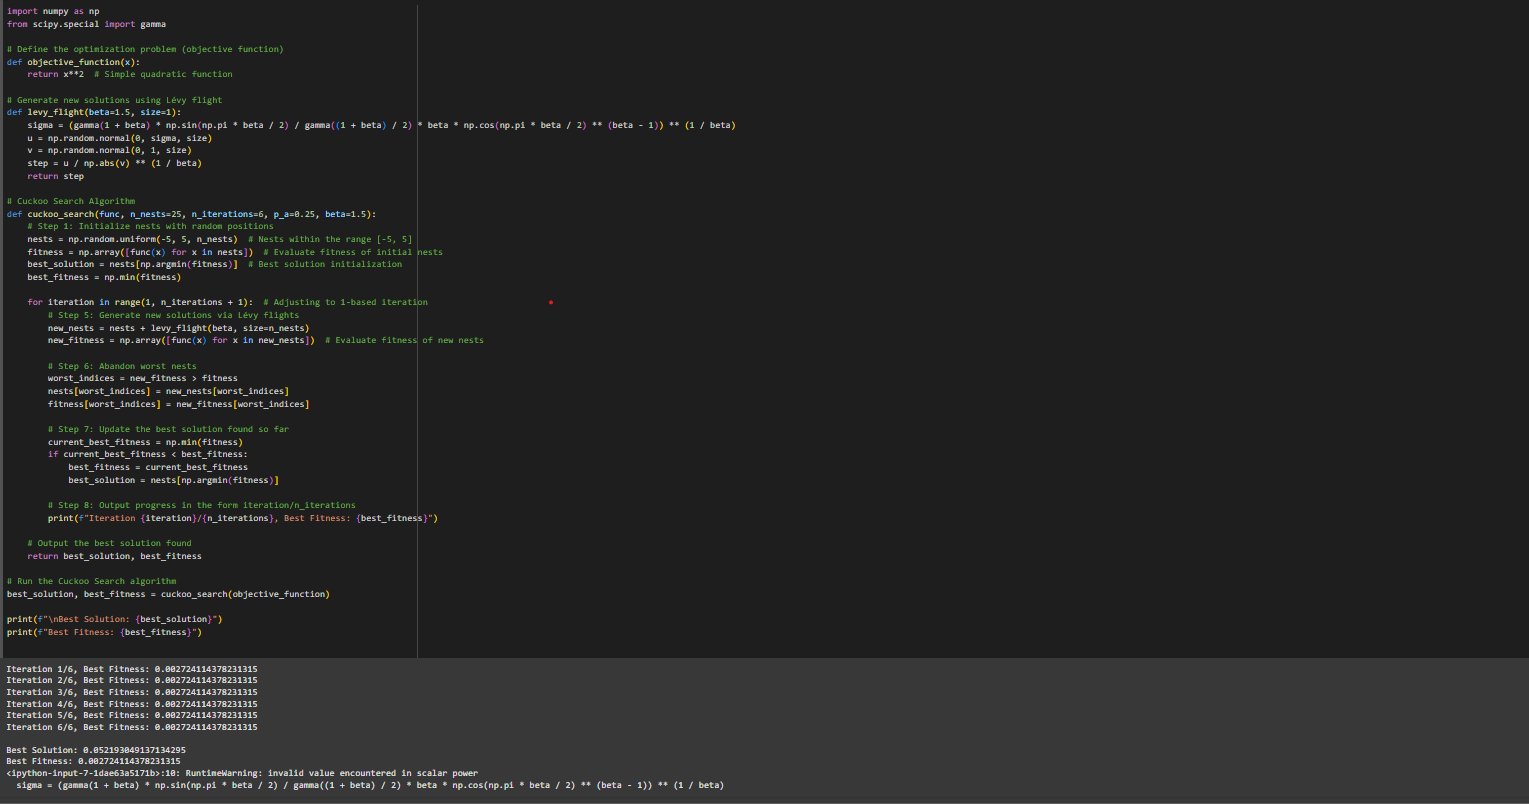 import numpy as np
from scipy.special import gamma

# Define the optimization problem (objective function)
def objective_function(x):
    return x**2  # Simple quadratic function

# Generate new solutions using Lévy flight
def levy_flight(beta=1.5, size=1):
    sigma = (gamma(1 + beta) * np.sin(np.pi * beta / 2) / gamma((1 + beta) / 2) * beta * np.cos(np.pi * beta / 2) ** (beta - 1)) ** (1 / beta)
    u = np.random.normal(0, sigma, size)
    v = np.random.normal(0, 1, size)
    step = u / np.abs(v) ** (1 / beta)
    return step

# Cuckoo Search Algorithm
def cuckoo_search(func, n_nests=25, n_iterations=6, p_a=0.25, beta=1.5):
    # Step 1: Initialize nests with random positions
    nests = np.random.uniform(-5, 5, n_nests)  # Nests within the range [-5, 5]
    fitness = np.array([func(x) for x in nests])  # Evaluate fitness of initial nests
    best_solution = nests[np.argmin(fitness)]  # Best solution initialization
    best_fitness = np.min(fitness)

    for iteration in range(1, n_iterations + 1):  # Adjusting to 1-based iteration
        # Step 5: Generate new solutions via Lévy flights
        new_nests = nests + levy_flight(beta, size=n_nests)
        new_fitness = np.array([func(x) for x in new_nests])  # Evaluate fitness of new nests

        # Step 6: Abandon worst nests
        worst_indices = new_fitness > fitness
        nests[worst_indices] = new_nests[worst_indices]
        fitness[worst_indices] = new_fitness[worst_indices]

        # Step 7: Update the best solution found so far
        current_best_fitness = np.min(fitness)
        if current_best_fitness < best_fitness:
            best_fitness = current_best_fitness
            best_solution = nests[np.argmin(fitness)]

        # Step 8: Output progress in the form iteration/n_iterations
        print(f"Iteration {iteration}/{n_iterations}, Best Fitness: {best_fitness}")

    # Output the best solution found
    return best_solution, best_fitness

# Run the Cuckoo Search algorithm
best_solution, best_fitness = cuckoo_search(objective_function)

print(f"\nBest Solution: {best_solution}")
print(f"Best Fitness: {best_fitness}")

Iteration 1/6, Best Fitness: 0.002724114378231315
Iteration 2/6, Best Fitness: 0.002724114378231315
Iteration 3/6, Best Fitness: 0.002724114378231315
Iteration 4/6, Best Fitness: 0.002724114378231315
Iteration 5/6, Best Fitness: 0.002724114378231315
Iteration 6/6, Best Fitness: 0.002724114378231315

Best Solution: 0.052193049137134295
Best Fitness: 0.002724114378231315
<ipython-input-7-1dae63a5171b>:10: RuntimeWarning: invalid value encountered in scalar power
  sigma = (gamma(1 + beta) * np.sin(np.pi * beta / 2) / gamma((1 + beta) / 2) * beta * np.cos(np.pi * beta / 2) ** (beta - 1)) ** (1 / beta)